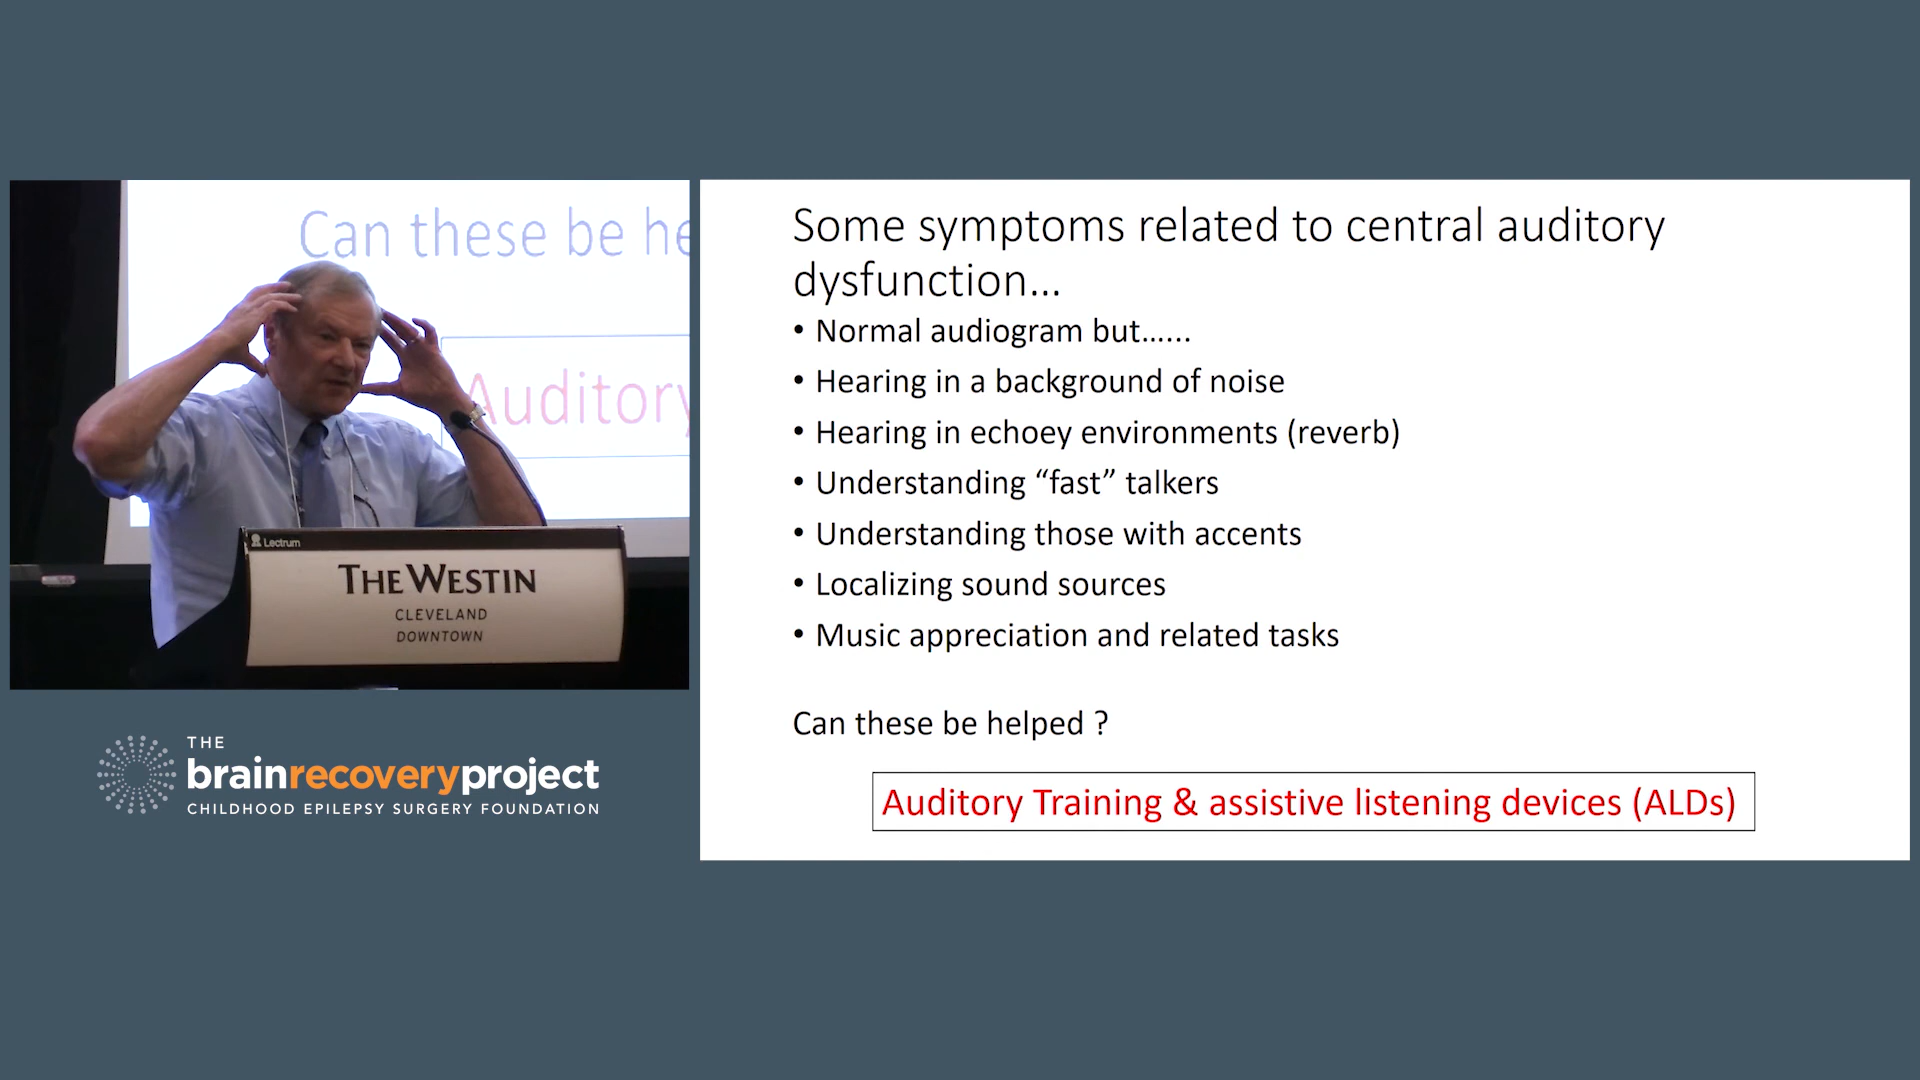 Can these be he
Auditory
Lectrum
THE WESTIN
CLEVELAND
DOWNTOWN
THE
brainrecoveryproject
CHILDHOOD EPILEPSY SURGERY FOUNDATION
Some symptoms related to central auditory
dysfunction...
• Normal audiogram but......
• Hearing in a background of noise
• Hearing in echoey environments (reverb)
• Understanding “fast” talkers
• Understanding those with accents
• Localizing sound sources
• Music appreciation and related tasks
Can these be helped ?
Auditory Training & assistive listening devices (ALDs)